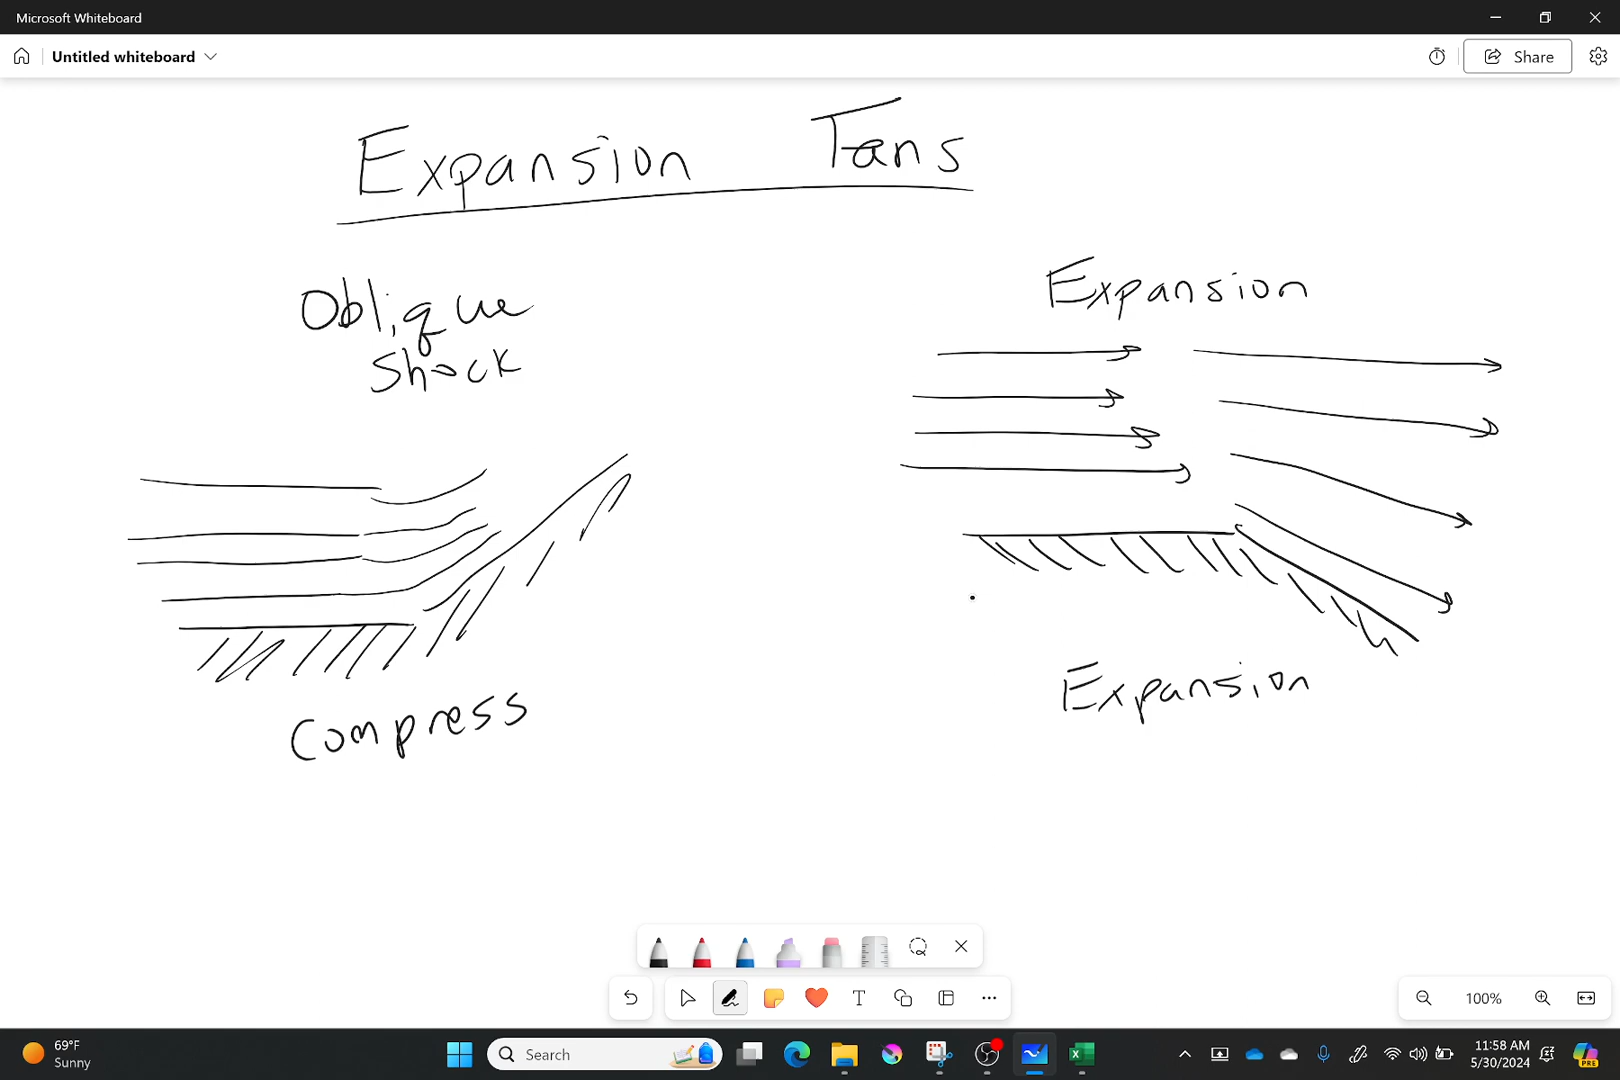 Microsoft Whiteboard
Untitled whiteboard
Share
Expansion Fans
Oblique
Shock
Expansion
Compress
Expansion
100%
69°F
Sunny
Search
11:58 AM
5/30/2024
PRE